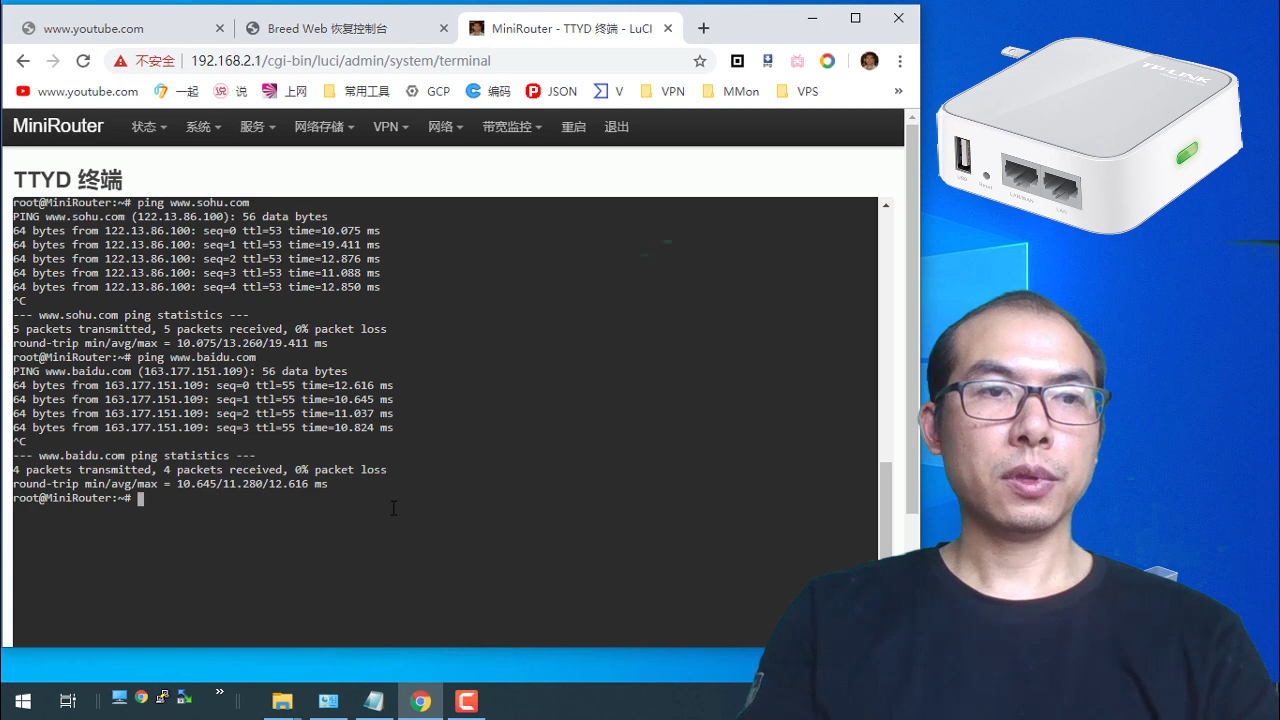 www.youtube.com
Breed Web 恢复控制台
MiniRouter - TTYD 终端 - LuCI
不安全
192.168.2.1/cgi-bin/luci/admin/system/terminal
www.youtube.com
一起
说
上网
常用工具
GCP
编码
JSON
V
VPN
MMon
VPS
»
MiniRouter
状态
系统
服务
网络存储
VPN
网络
带宽监控
重启
退出
TTYD 终端
root@MiniRouter:~# ping www.sohu.com
PING www.sohu.com (122.13.86.100): 56 data bytes
64 bytes from 122.13.86.100: seq=0 ttl=53 time=10.075 ms
64 bytes from 122.13.86.100: seq=1 ttl=53 time=19.411 ms
64 bytes from 122.13.86.100: seq=2 ttl=53 time=12.876 ms
64 bytes from 122.13.86.100: seq=3 ttl=53 time=11.088 ms
64 bytes from 122.13.86.100: seq=4 ttl=53 time=12.850 ms
^C
--- www.sohu.com ping statistics ---
5 packets transmitted, 5 packets received, 0% packet loss
round-trip min/avg/max = 10.075/13.260/19.411 ms
root@MiniRouter:~# ping www.baidu.com
PING www.baidu.com (163.177.151.109): 56 data bytes
64 bytes from 163.177.151.109: seq=0 ttl=55 time=12.616 ms
64 bytes from 163.177.151.109: seq=1 ttl=55 time=10.645 ms
64 bytes from 163.177.151.109: seq=2 ttl=55 time=11.037 ms
64 bytes from 163.177.151.109: seq=3 ttl=55 time=10.824 ms
^C
--- www.baidu.com ping statistics ---
4 packets transmitted, 4 packets received, 0% packet loss
round-trip min/avg/max = 10.645/11.280/12.616 ms
root@MiniRouter:~#
TP-LINK
USB
Reset
LAN/WAN
LAN